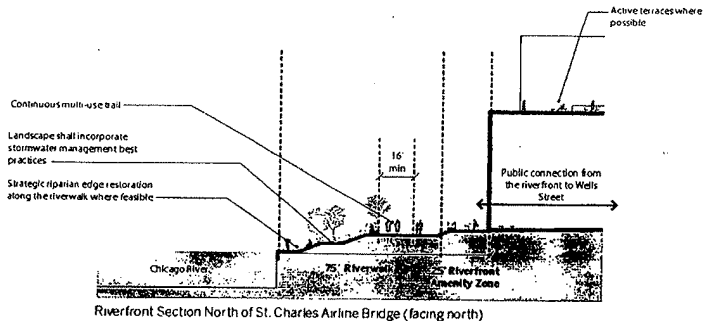 Active terraces where
possible
Continuous multi-use trail
Landscape shall incorporate
stormwater management best
practices
Strategic riparian edge restoration
along the riverwalk where feasible
16'
min
Public connection from
the riverfront to Wells
Street
Chicago River
75' Riverwalk
5' Riverfront
Amenity Zone
Riverfront Section North of St. Charles Airline Bridge (facing north)